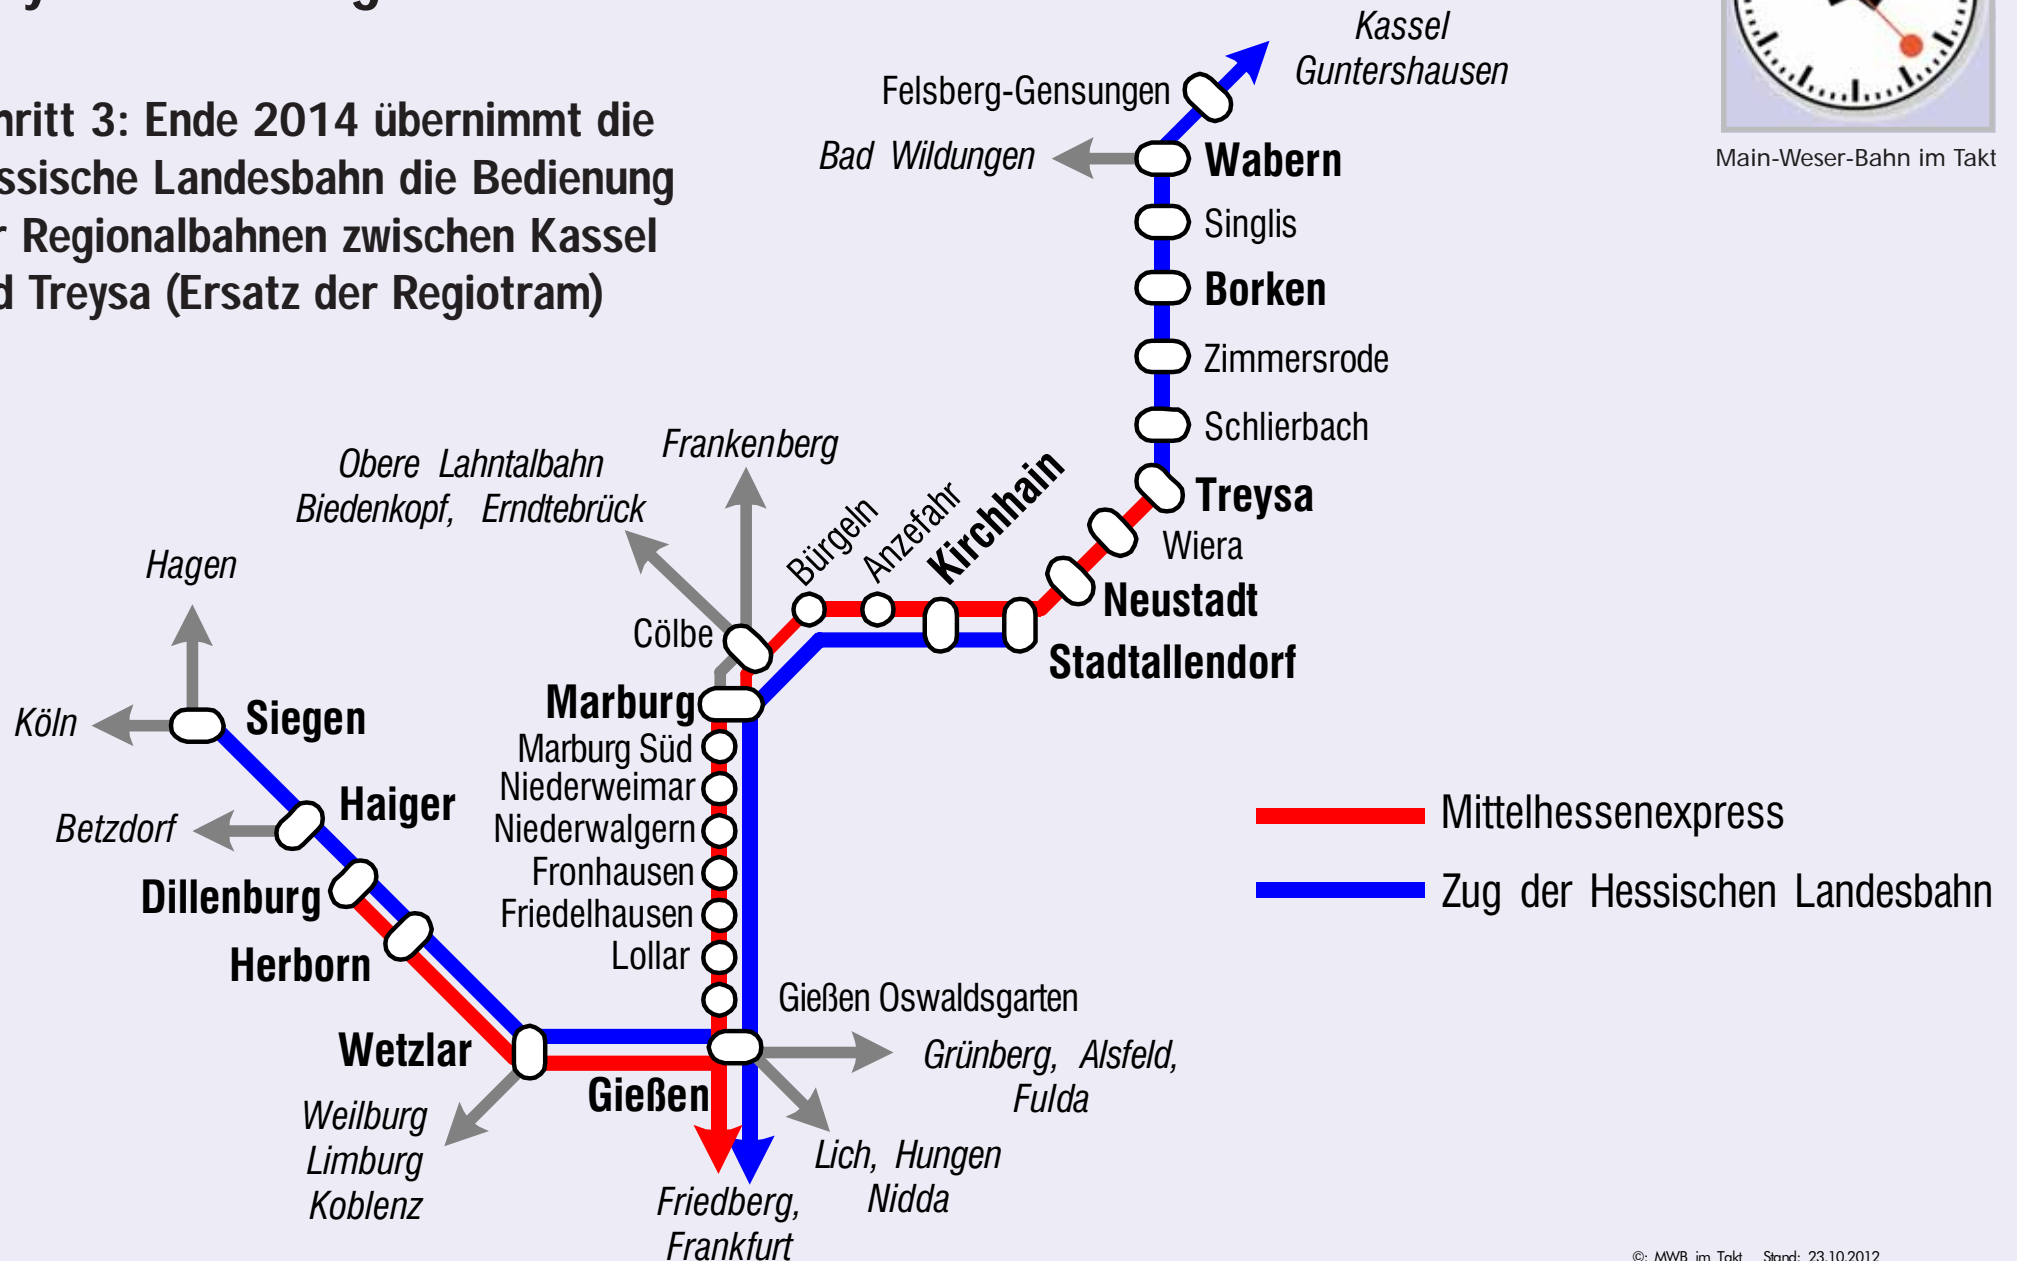 hritt 3: Ende 2014 übernimmt die
ssische Landesbahn die Bedienung
r Regionalbahnen zwischen Kassel
d Treysa (Ersatz der Regiotram)
Main-Weser-Bahn im Takt
Kassel
Guntershausen
Felsberg-Gensungen
Bad Wildungen
Wabern
Singlis
Borken
Zimmersrode
Schlierbach
Treysa
Wiera
Neustadt
Stadtallendorf
Kirchhain
Anzefahr
Bürgeln
Frankenberg
Obere Lahntalbahn
Biedenkopf, Erndtebrück
Cölbe
Marburg
Marburg Süd
Niederweimar
Niederwalgern
Fronhausen
Friedelhausen
Lollar
Gießen Oswaldsgarten
Hagen
Köln
Siegen
Betzdorf
Haiger
Dillenburg
Herborn
Wetzlar
Gießen
Weilburg
Limburg
Koblenz
Grünberg, Alsfeld,
Fulda
Lich, Hungen
Nidda
Friedberg,
Frankfurt
Mittelhessenexpress
Zug der Hessischen Landesbahn
©: MWB im Takt Stand: 23.10.2012